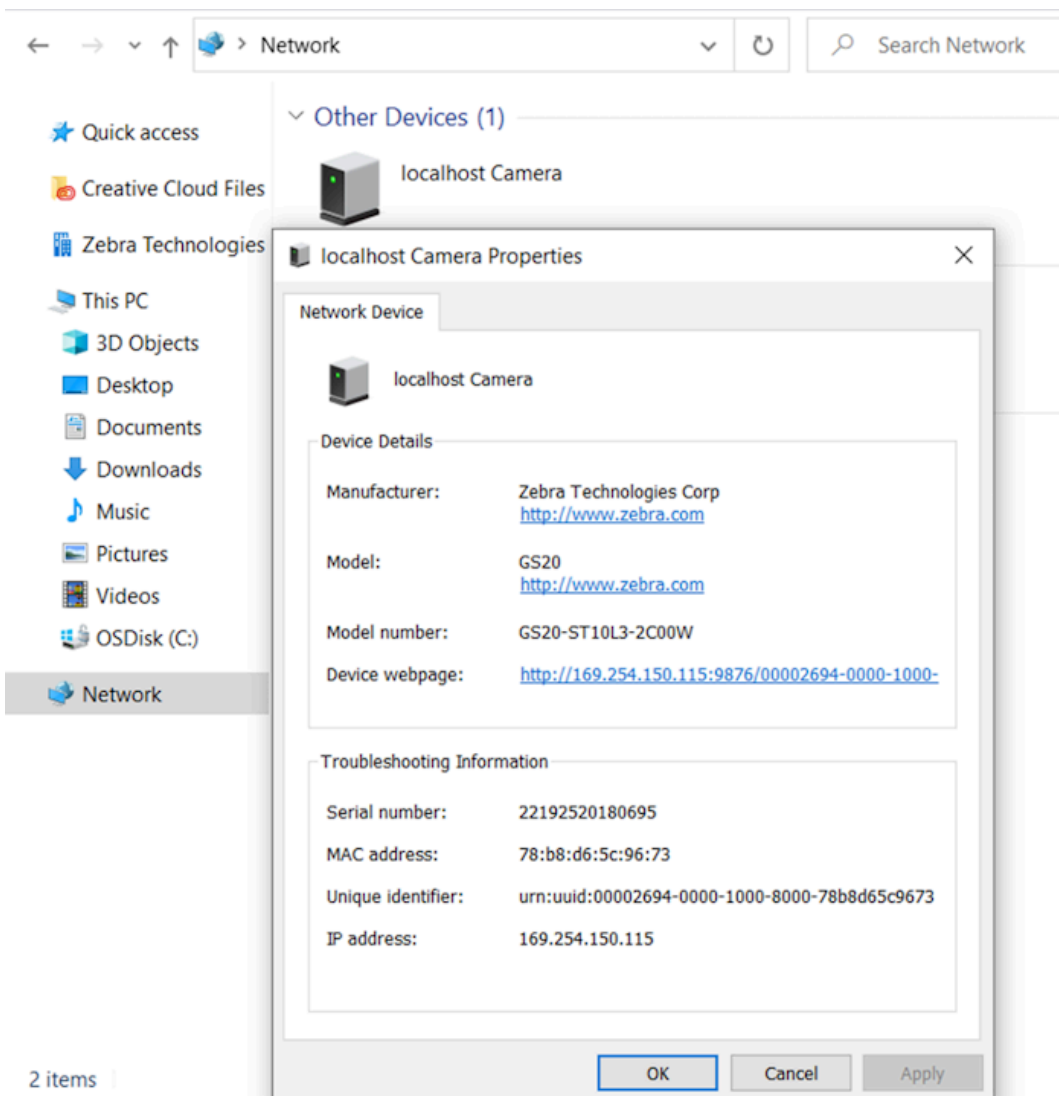 Network
Search Network
Quick access
Creative Cloud Files
Zebra Technologies
This PC
3D Objects
Desktop
Documents
Downloads
Music
Pictures
Videos
OSDisk (C:)
Network
2 items
Other Devices (1)
localhost Camera
localhost Camera Properties
Network Device
localhost Camera
Device Details
Manufacturer: Zebra Technologies Corp
http://www.zebra.com
Model: GS20
http://www.zebra.com
Model number: GS20-ST10L3-2C00W
Device webpage: http://169.254.150.115:9876/00002694-0000-1000-
Troubleshooting Information
Serial number: 22192520180695
MAC address: 78:b8:d6:5c:96:73
Unique identifier: urn:uuid:00002694-0000-1000-8000-78b8d65c9673
IP address: 169.254.150.115
OK Cancel Apply